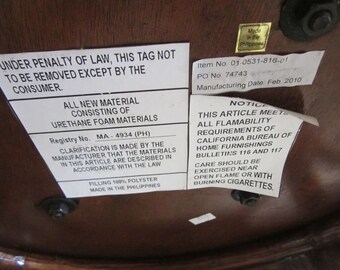 Made
in the
Philippines
UNDER PENALTY OF LAW, THIS TAG NOT
TO BE REMOVED EXCEPT BY THE
CONSUMER.
ALL NEW MATERIAL
CONSISTING OF
URETHANE FOAM MATERIALS
Registry No. MA - 4934 (PH)
CLARIFICATION IS MADE BY THE
MANUFACTURER THAT THE MATERIALS
IN THIS ARTICLE ARE DESCRIBED IN
ACCORDANCE WITH THE LAW
FILLING 100% POLYSTER
MADE IN THE PHILIPPINES
Item No. 01-0531-816-01
PO No. 74743
Manufacturing Date: Feb. 2010
NOTICE
THIS ARTICLE MEETS
ALL FLAMABILITY
REQUIREMENTS OF
CALIFORNIA BUREAU OF
HOME FURNISHINGS
BULLETINS 116 AND 117
CARE SHOULD BE
EXERCISED NEAR
OPEN FLAME OR WITH
BURNING CIGARETTES.